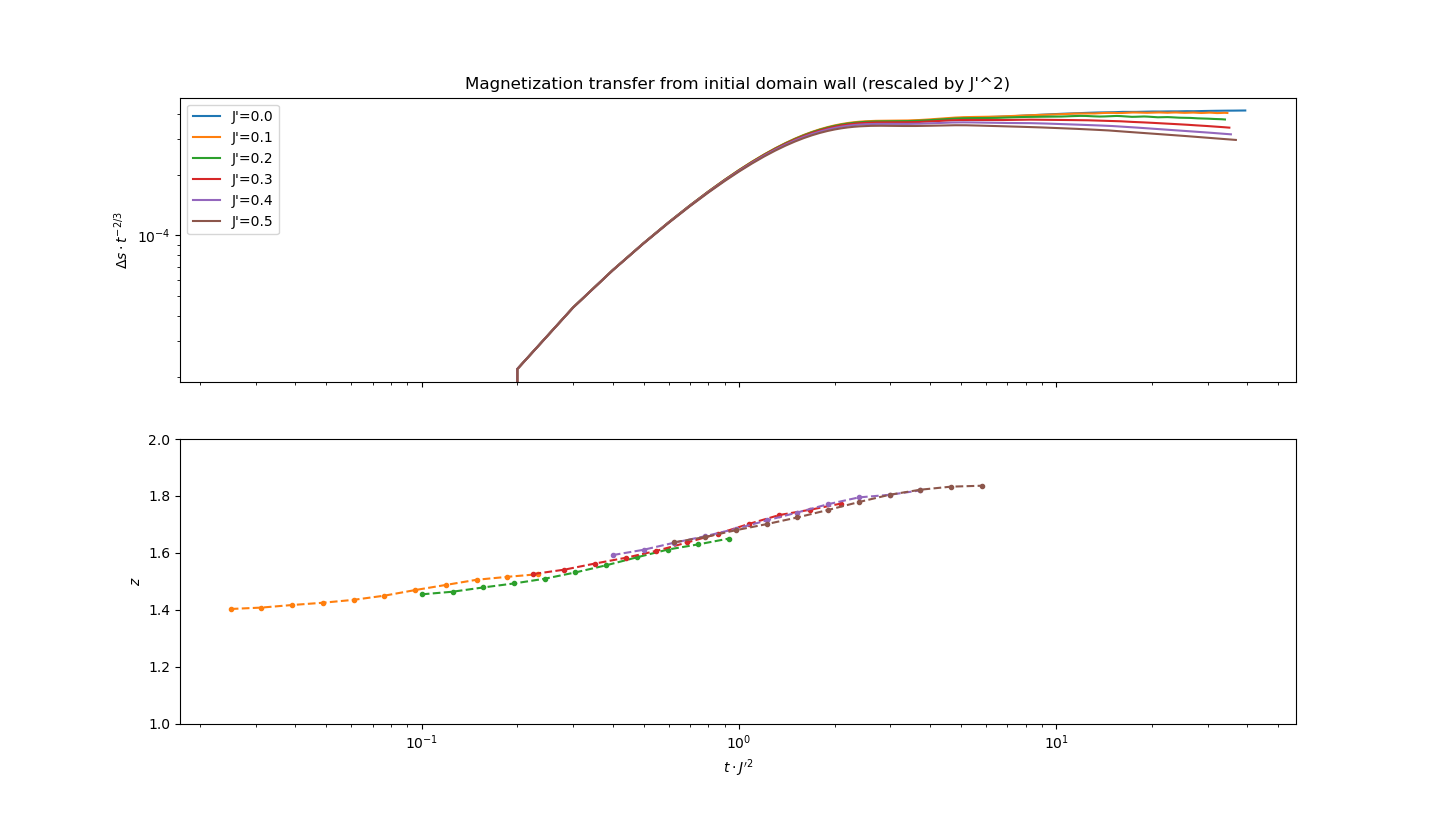 Magnetization transfer from initial domain wall (rescaled by J'^2)
J'=0.0
J'=0.1
J'=0.2
J'=0.3
J'=0.4
J'=0.5
10⁻⁴
Δs · t⁻²/³
2.0
1.8
1.6
1.4
1.2
1.0
z
10⁻¹
10⁰
10¹
t · J′²